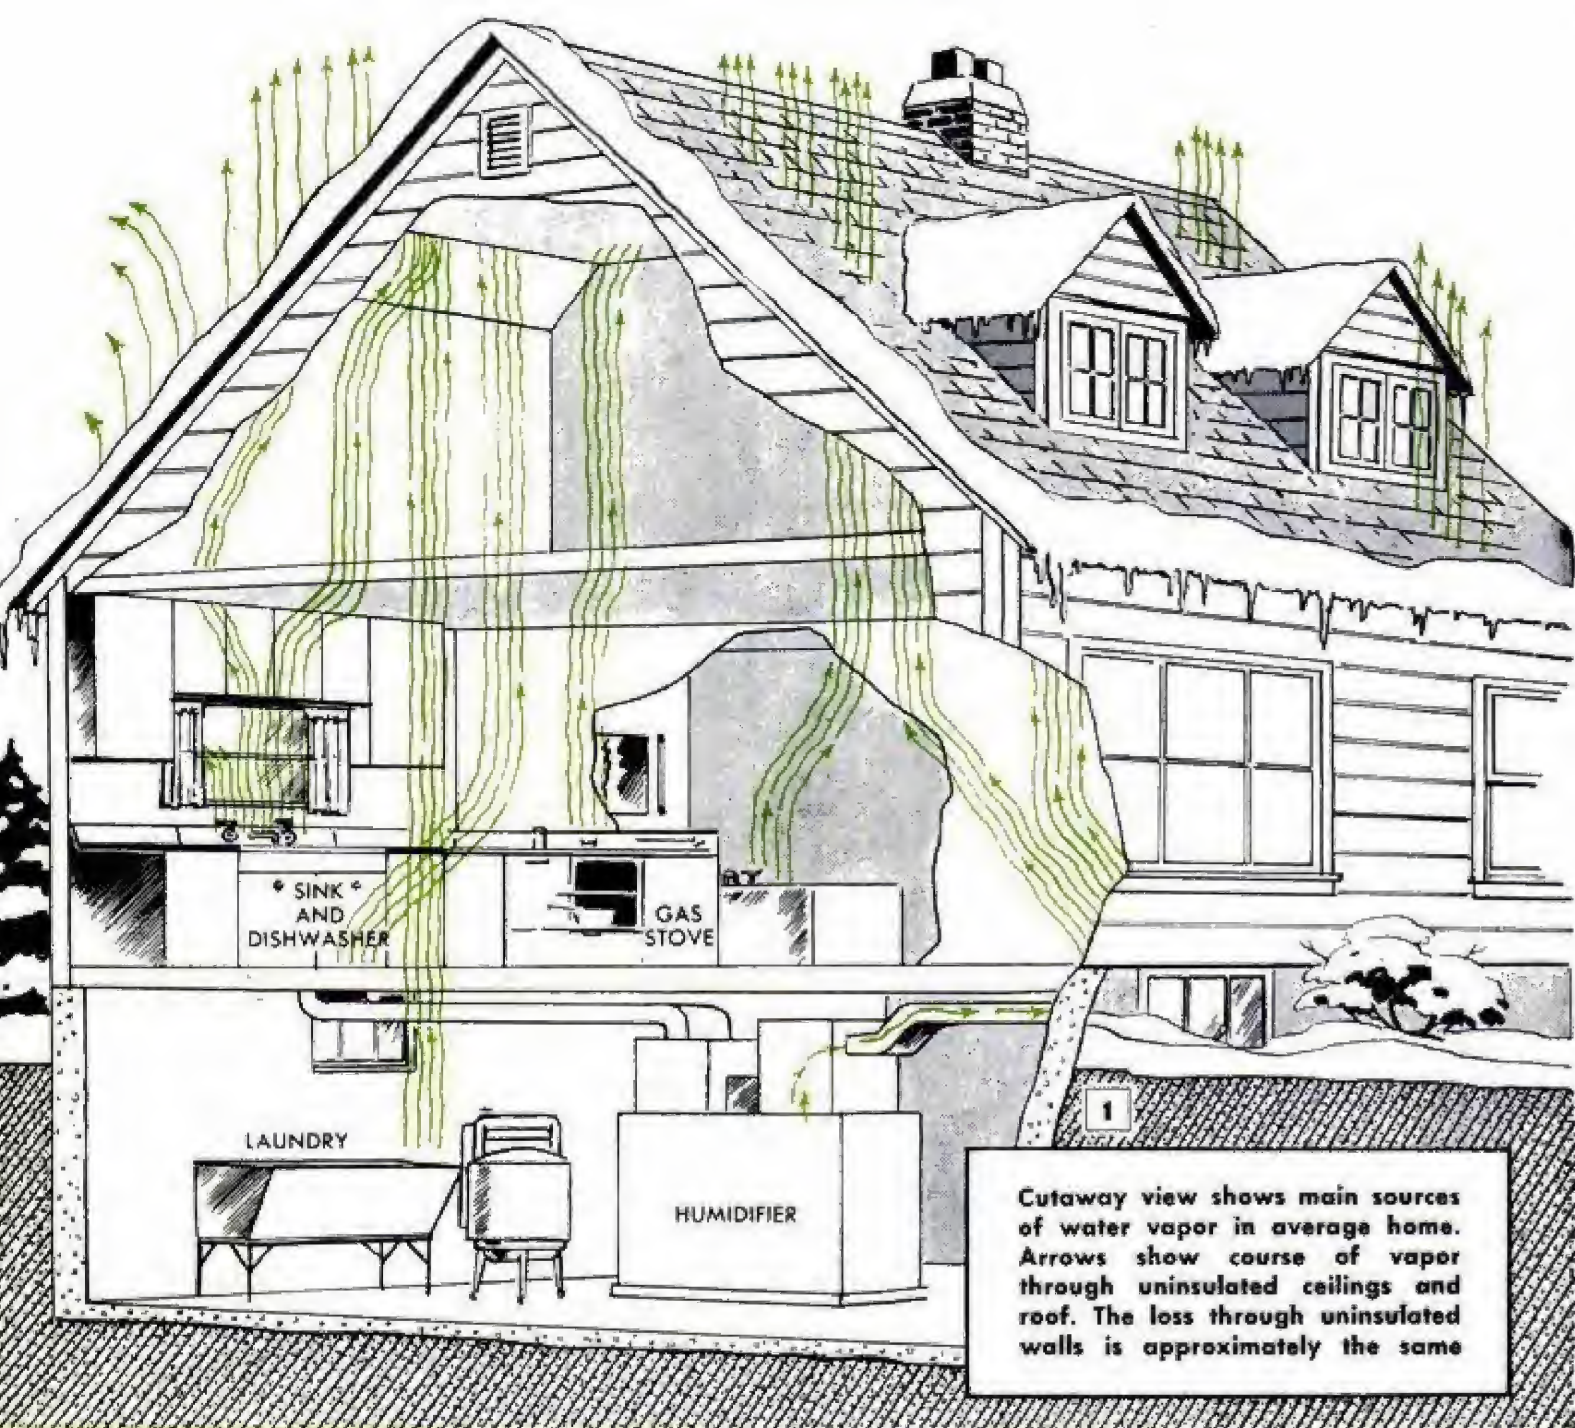 SINK
AND
DISHWASHER
GAS
STOVE
LAUNDRY
HUMIDIFIER
1
Cutaway view shows main sources
of water vapor in average home.
Arrows show course of vapor
through uninsulated ceilings and
roof. The loss through uninsulated
walls is approximately the same